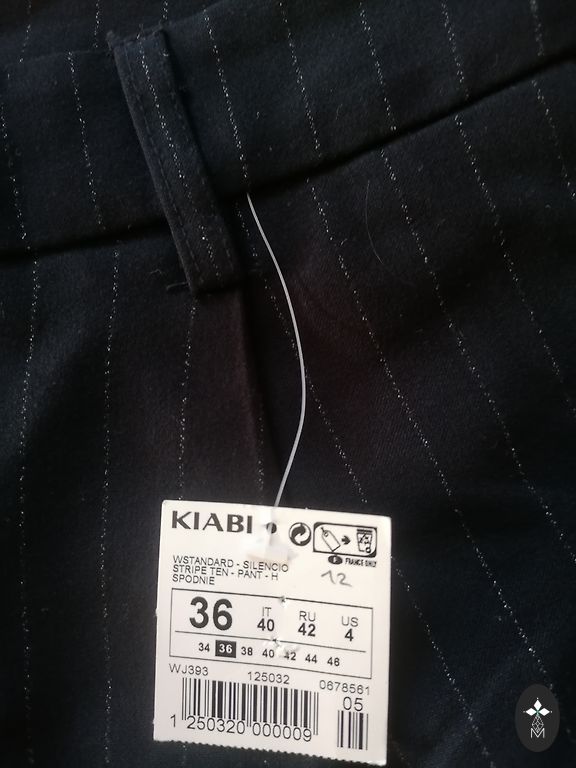 KIABI
FRANCE ONLY
WSTANDARD - SILENCIO
STRIPE TEN - PANT - H
SPODNIE
12
36 IT 40 RU 42 US 4
34 36 38 40 42 44 46
WJ393 125032 0678561
05
1 250320 000009
M